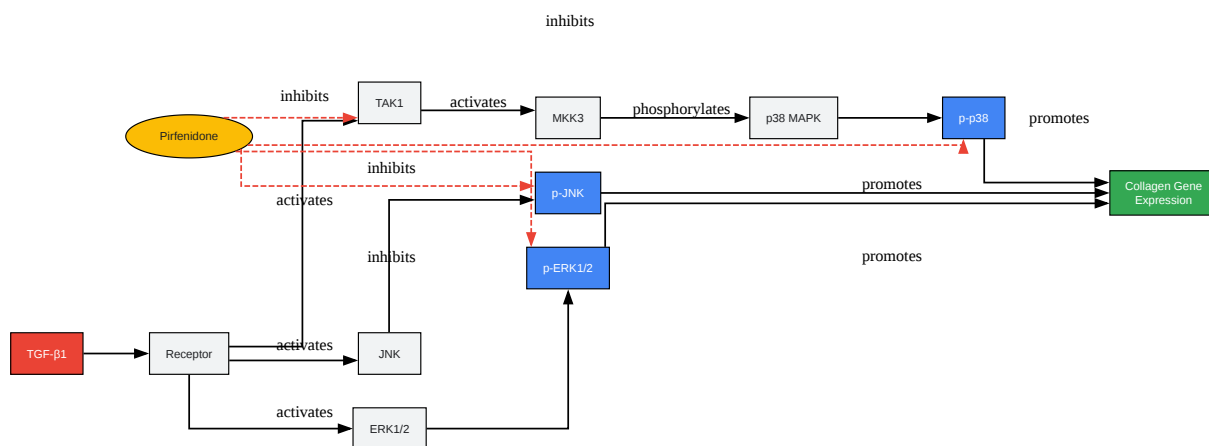 inhibits
inhibits
TAK1
activates
MKK3
phosphorylates
p38 MAPK
p-p38
promotes
Pirfenidone
inhibits
activates
p-JNK
promotes
Collagen Gene
Expression
inhibits
p-ERK1/2
promotes
TGF-β1
Receptor
activates
JNK
activates
ERK1/2